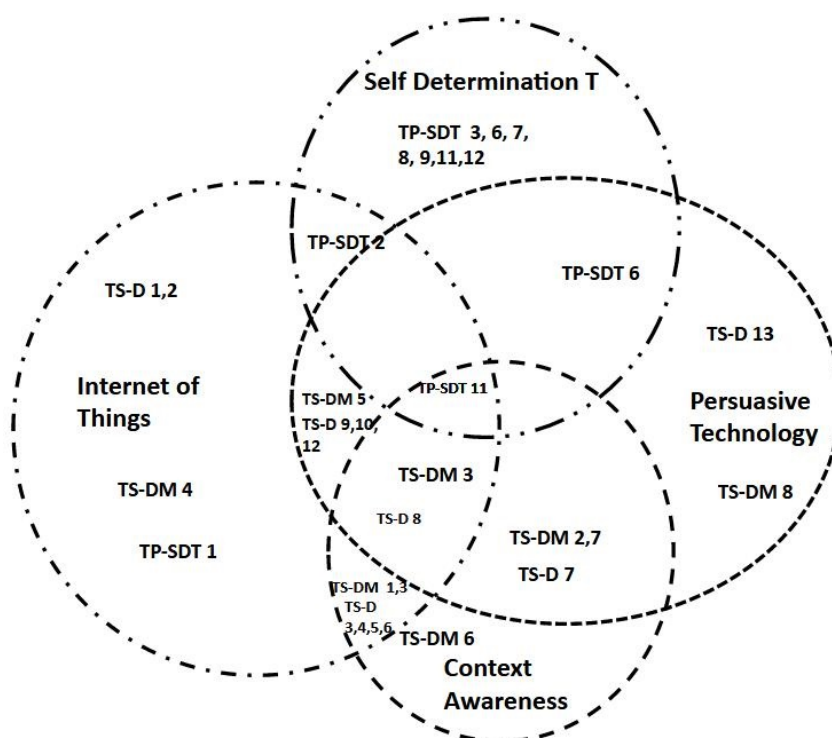 Self Determination T
TP-SDT 3, 6, 7,
8, 9,11,12
TP-SDT 2
TP-SDT 6
TS-D 1,2
TS-D 13
Internet of
Things
TP-SDT 11
TS-DM 5
TS-D 9,10,
12
Persuasive
Technology
TS-DM 3
TS-DM 4
TS-DM 8
TS-D 8
TS-DM 2,7
TP-SDT 1
TS-D 7
TS-DM 1,3
TS-D
3,4,5,6
TS-DM 6
Context
Awareness